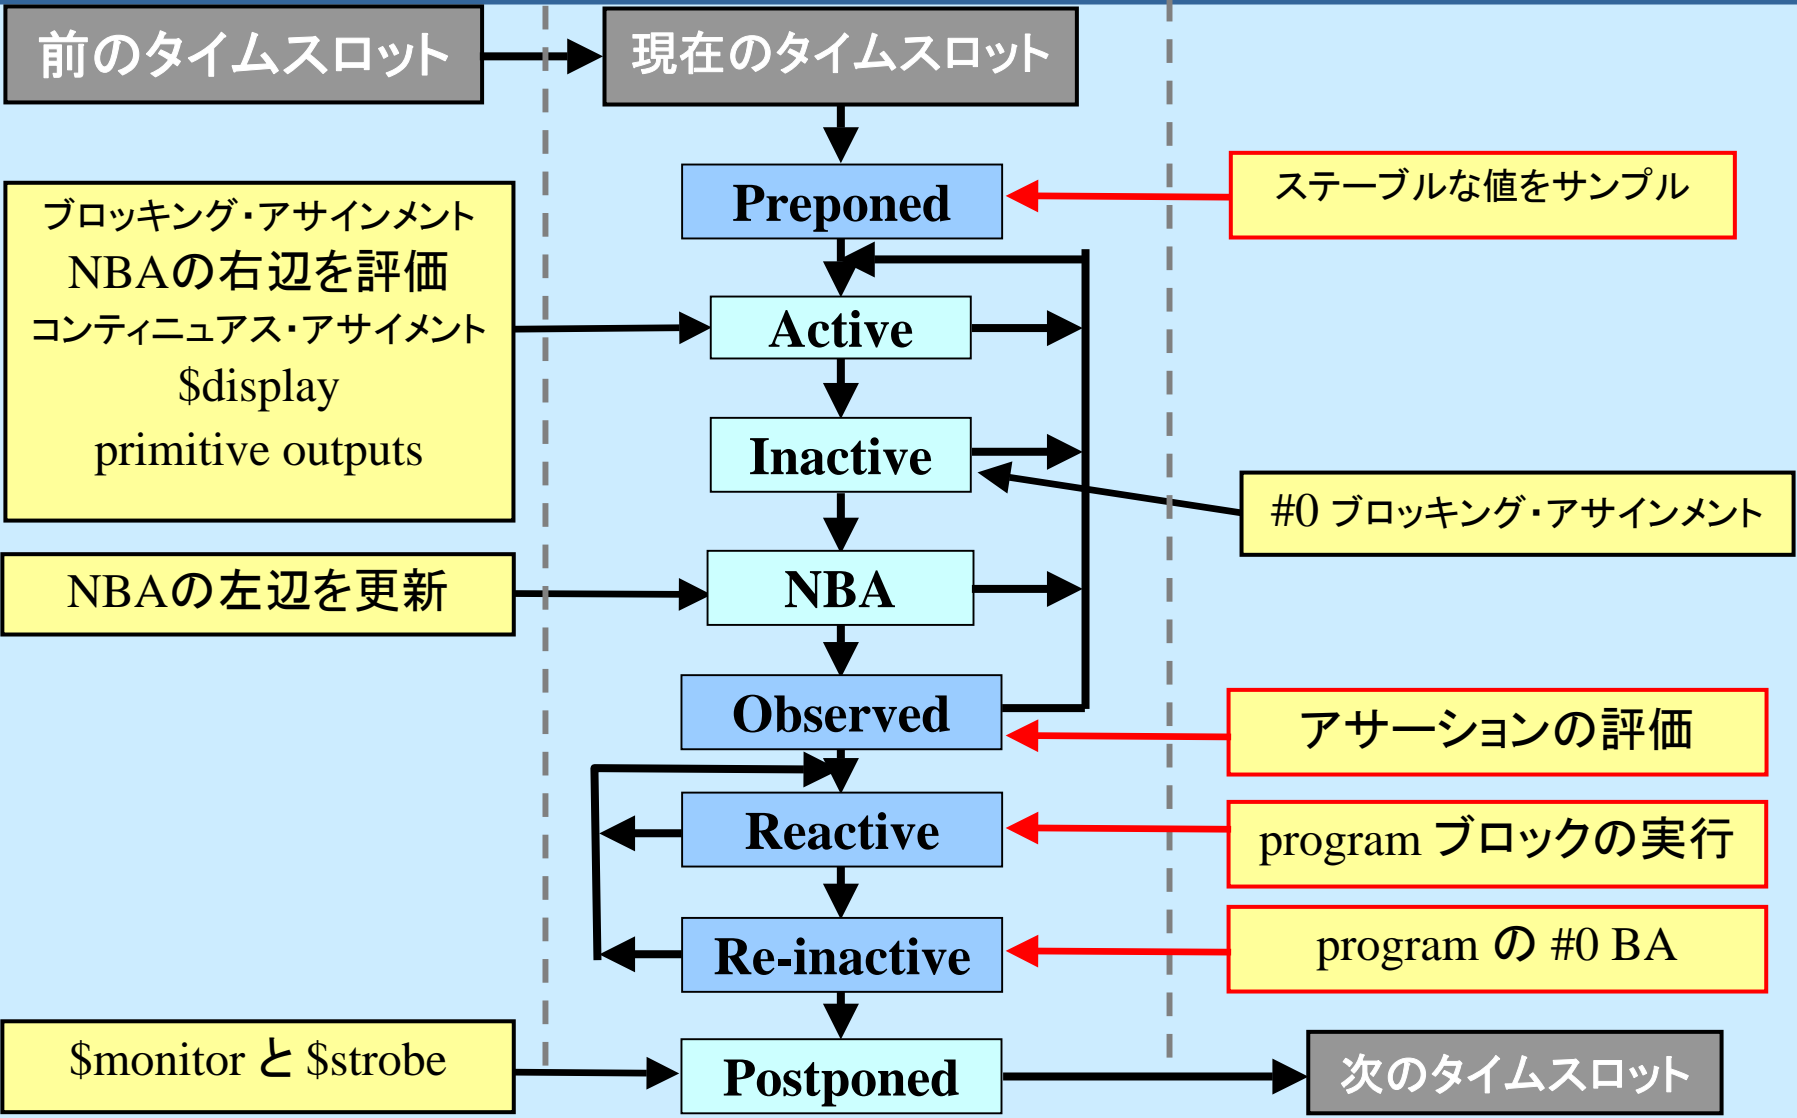 前のタイムスロット
現在のタイムスロット
Preponed
ステーブルな値をサンプル
ブロッキング・アサインメント
NBAの右辺を評価
コンティニュアス・アサイメント
$display
primitive outputs
Active
Inactive
#0 ブロッキング・アサインメント
NBAの左辺を更新
NBA
Observed
アサーションの評価
Reactive
program ブロックの実行
Re-inactive
program の #0 BA
$monitor と $strobe
Postponed
次のタイムスロット